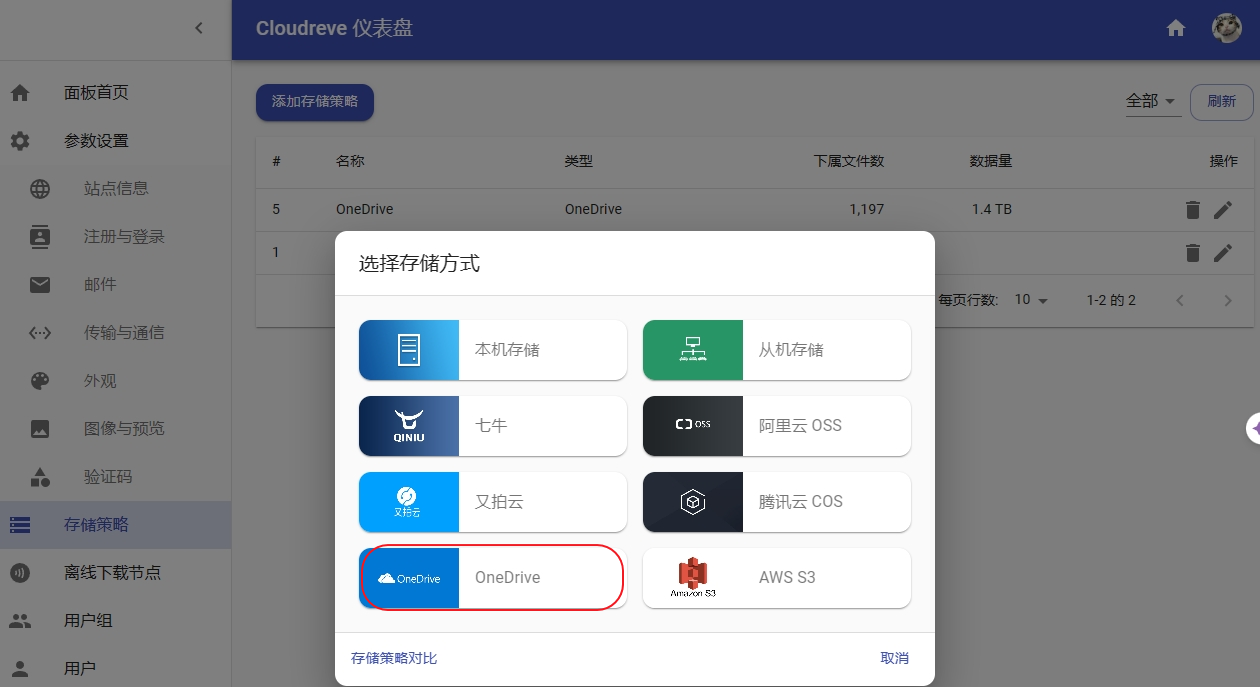 Cloudreve 仪表盘
面板首页
参数设置
站点信息
注册与登录
邮件
传输与通信
外观
图像与预览
验证码
存储策略
离线下载节点
用户组
用户
添加存储策略
全部
刷新
# 名称 类型 下属文件数 数据量 操作
5 OneDrive OneDrive 1,197 1.4 TB
1
每页行数: 10 1-2 的 2
选择存储方式
本机存储
从机存储
QINIU
七牛
OSS
阿里云 OSS
又拍云
又拍云
腾讯云 COS
OneDrive
OneDrive
Amazon S3
AWS S3
存储策略对比
取消